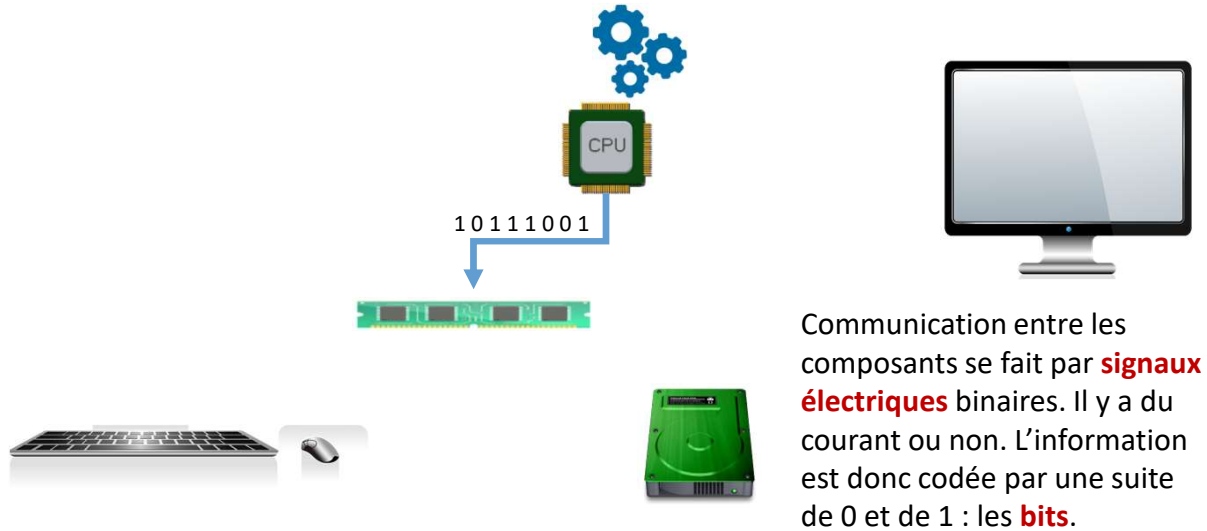 CPU
1 0 1 1 1 0 0 1
Communication entre les
composants se fait par signaux
électriques binaires. Il y a du
courant ou non. L’information
est donc codée par une suite
de 0 et de 1 : les bits.